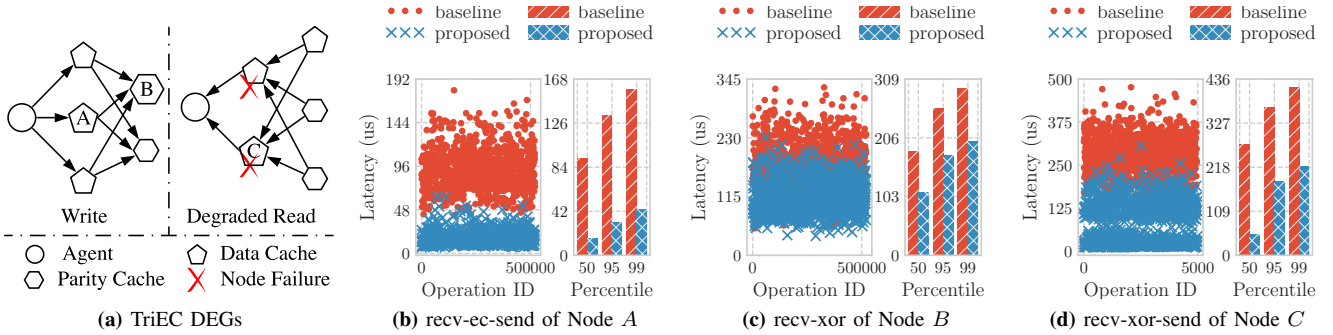 B
A
C
Write
Degraded Read
Agent
Data Cache
Parity Cache
Node Failure
(a) TriEC DEGs
baseline
proposed
baseline
proposed
Latency (us)
192
144
96
48
0
0
500000
Operation ID
168
126
84
42
0
50 95 99
Percentile
(b) recv-ec-send of Node A
baseline
proposed
baseline
proposed
Latency (us)
345
230
115
0
0
500000
Operation ID
309
206
103
0
50 95 99
Percentile
(c) recv-xor of Node B
baseline
proposed
baseline
proposed
Latency (us)
500
375
250
125
0
0
5000
Operation ID
436
327
218
109
0
50 95 99
Percentile
(d) recv-xor-send of Node C